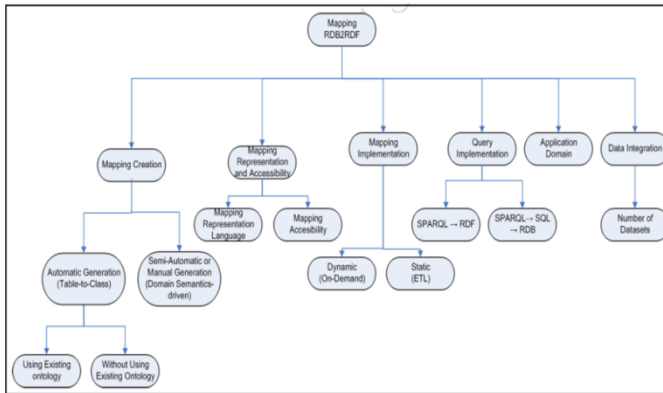 Mapping
RDB2RDF
Mapping Creation
Mapping
Representation
and Accessibility
Mapping
Implementation
Query
Implementation
Application
Domain
Data Integration
Mapping
Representation
Language
Mapping
Accesibility
SPARQL → RDF
SPARQL→ SQL
→ RDB
Number of
Datasets
Automatic Generation
(Table-to-Class)
Semi-Automatic or
Manual Generation
(Domain Semantics-
driven)
Dynamic
(On-Demand)
Static
(ETL)
Using Existing
ontology
Without Using
Existing Ontology